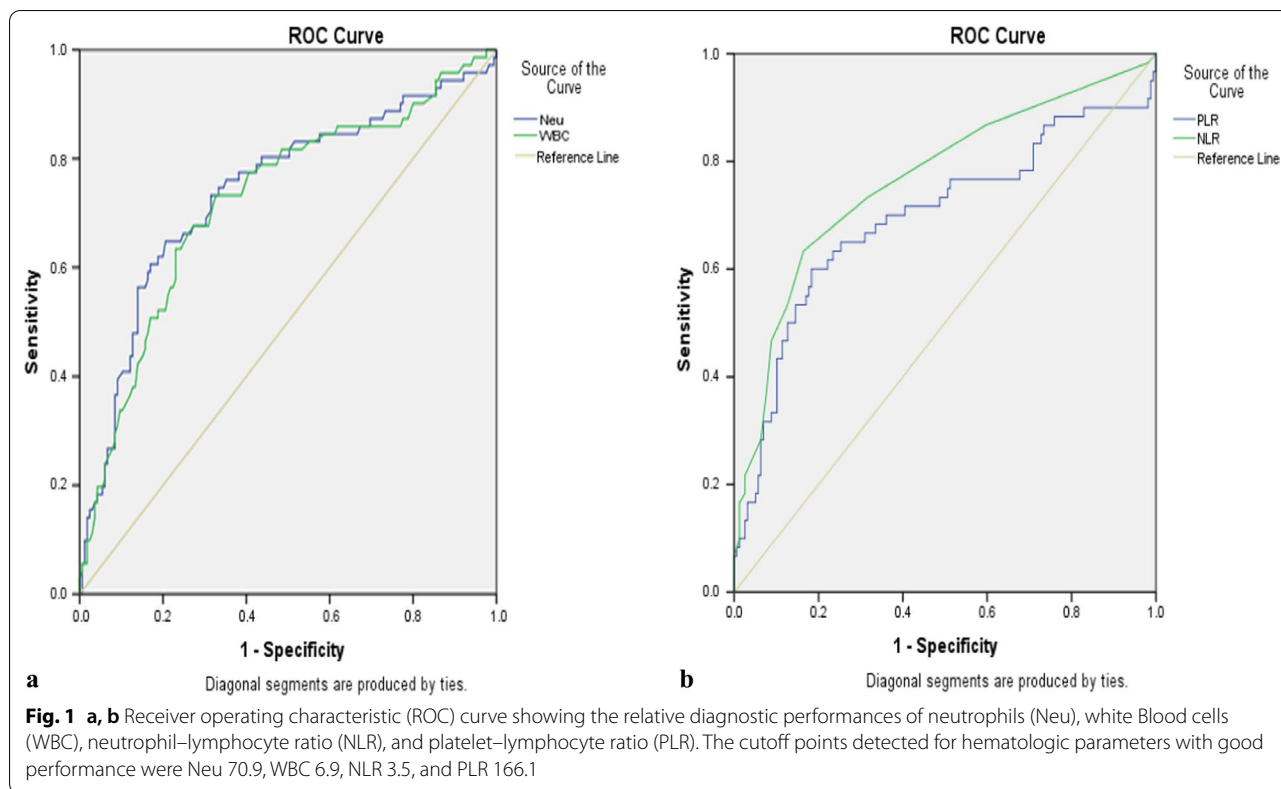 ROC Curve
Source of the
Curve
Neu
WBC
Reference Line
Sensitivity
1.0
0.8
0.6
0.4
0.2
0.0
0.0 0.2 0.4 0.6 0.8 1.0
1 - Specificity
a
Diagonal segments are produced by ties.
ROC Curve
Source of the
Curve
PLR
NLR
Reference Line
Sensitivity
1.0
0.8
0.6
0.4
0.2
0.0
0.0 0.2 0.4 0.6 0.8 1.0
1 - Specificity
b
Diagonal segments are produced by ties.
Fig. 1 a, b Receiver operating characteristic (ROC) curve showing the relative diagnostic performances of neutrophils (Neu), white Blood cells
(WBC), neutrophil–lymphocyte ratio (NLR), and platelet–lymphocyte ratio (PLR). The cutoff points detected for hematologic parameters with good
performance were Neu 70.9, WBC 6.9, NLR 3.5, and PLR 166.1